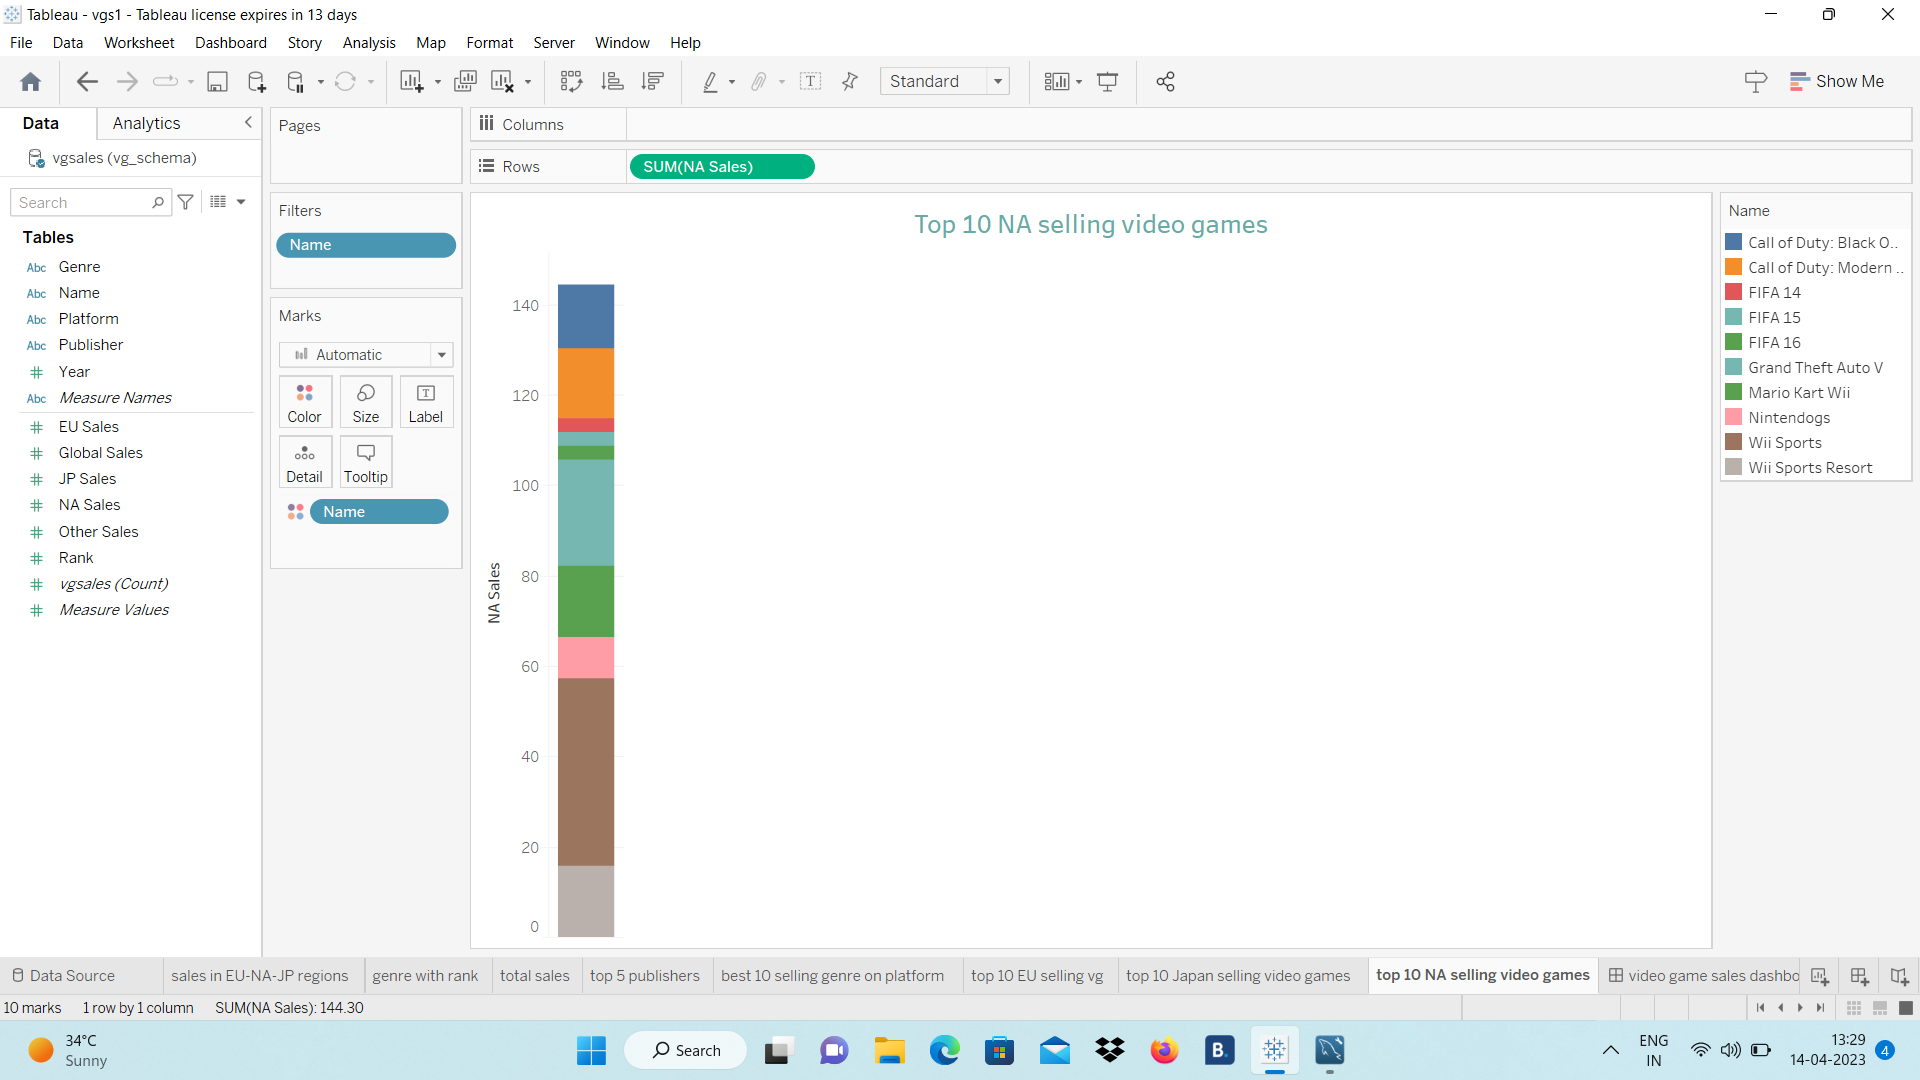 Tableau - vgs1 - Tableau license expires in 13 days
File Data Worksheet Dashboard Story Analysis Map Format Server Window Help
Standard
Show Me
Data Analytics
vgsales (vg_schema)
Search
Tables
Abc Genre
Abc Name
Abc Platform
Abc Publisher
Year
Abc Measure Names
EU Sales
Global Sales
JP Sales
NA Sales
Other Sales
Rank
vgsales (Count)
Measure Values
Pages
Filters
Name
Marks
Automatic
Color Size Label
Detail Tooltip
Name
Columns
Rows SUM(NA Sales)
Top 10 NA selling video games
140
120
100
80
60
40
20
0
NA Sales
Name
Call of Duty: Black O..
Call of Duty: Modern ..
FIFA 14
FIFA 15
FIFA 16
Grand Theft Auto V
Mario Kart Wii
Nintendogs
Wii Sports
Wii Sports Resort
Data Source sales in EU-NA-JP regions genre with rank total sales top 5 publishers best 10 selling genre on platform top 10 EU selling vg top 10 Japan selling video games top 10 NA selling video games video game sales dashbo
10 marks 1 row by 1 column SUM(NA Sales): 144.30
34°C
Sunny
Search
B.
ENG
IN
13:29
14-04-2023
4